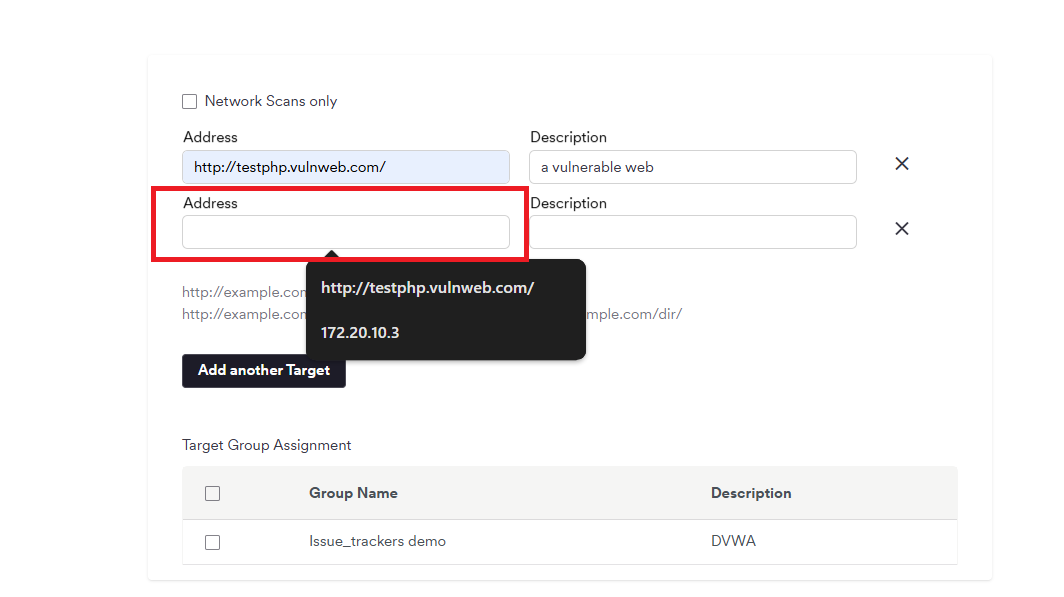 Network Scans only
Address Description
http://testphp.vulnweb.com/ a vulnerable web
Address Description
http://testphp.vulnweb.com/
172.20.10.3
http://example.com
http://example.com mple.com/dir/
Add another Target
Target Group Assignment
Group Name Description
Issue_trackers demo DVWA